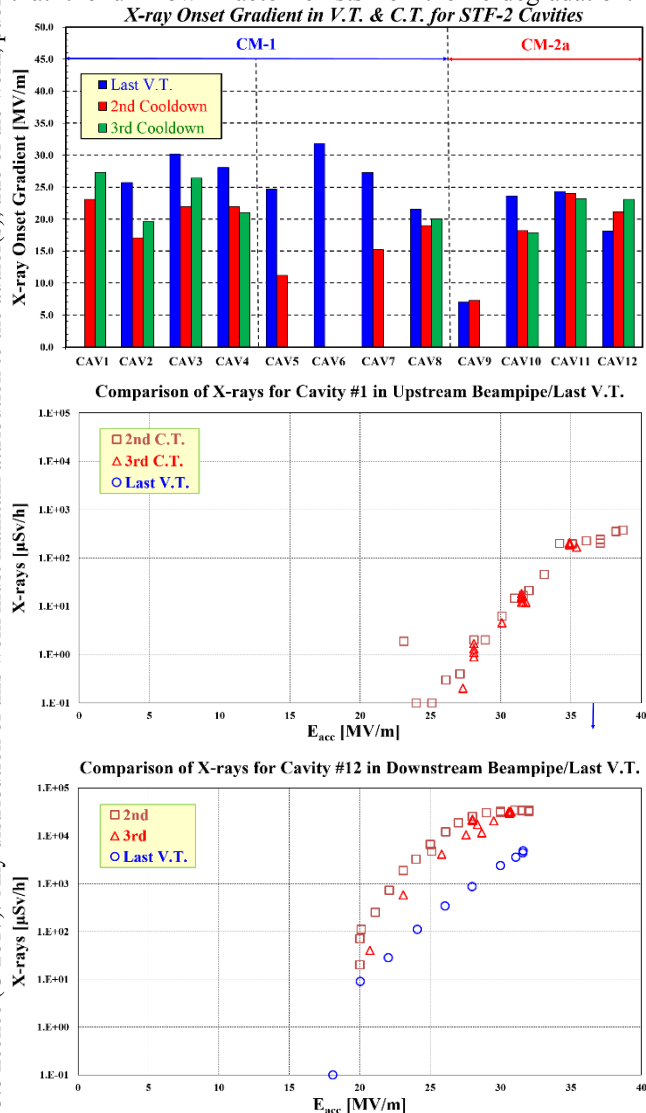 X-ray Onset Gradient in V.T. & C.T. for STF-2 Cavities
X-ray Onset Gradient [MV/m]
50.0
45.0
40.0
35.0
30.0
25.0
20.0
15.0
10.0
5.0
0.0
CM-1
CM-2a
Last V.T.
2nd Cooldown
3rd Cooldown
CAV1 CAV2 CAV3 CAV4 CAV5 CAV6 CAV7 CAV8 CAV9 CAV10 CAV11 CAV12
Comparison of X-rays for Cavity #1 in Upstream Beampipe/Last V.T.
X-rays [µSv/h]
1.E+05
1.E+04
1.E+03
1.E+02
1.E+01
1.E+00
1.E-01
2nd C.T.
3rd C.T.
Last V.T.
0 5 10 15 20 25 30 35 40
Eacc [MV/m]
Comparison of X-rays for Cavity #12 in Downstream Beampipe/Last V.T.
X-rays [µSv/h]
1.E+05
1.E+04
1.E+03
1.E+02
1.E+01
1.E+00
1.E-01
2nd
3rd
Last V.T.
0 5 10 15 20 25 30 35 40
Eacc [MV/m]